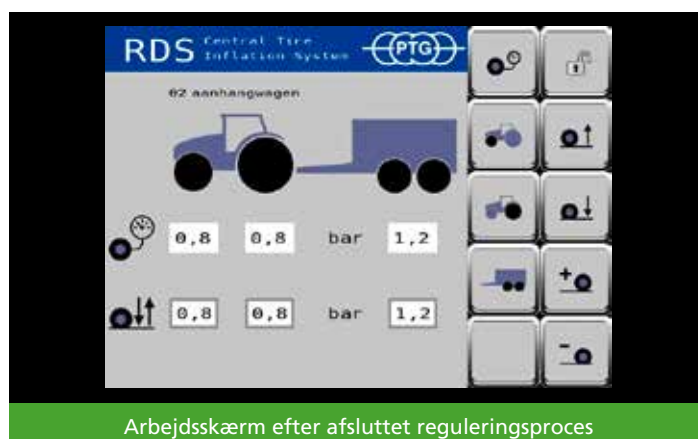 RDS Central Tire
Inflation System PTG
02 aanhangwagen
0,8 0,8 bar 1,2
0,8 0,8 bar 1,2
+
-
Arbejdsskærm efter afsluttet reguleringsproces